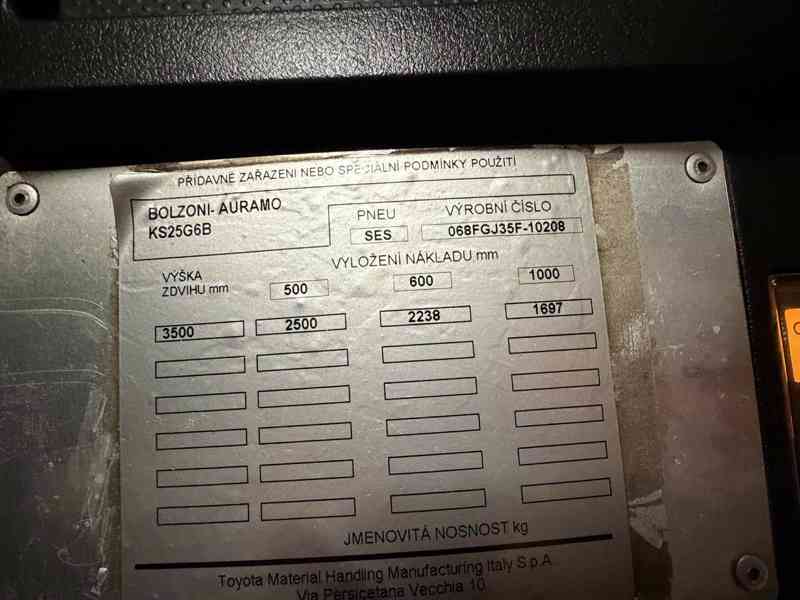 PŘÍDAVNÉ ZAŘÍZENI NEBO SPECIÁLNI PODMÍNKY POUŽITÍ
BOLZONI- AURAMO
KS25G6B
PNEU VÝROBNÍ ČÍSLO
SES 068FGJ35F-10208
VÝŠKA
ZDVIHU mm
VYLOŽENÍ NÁKLADU mm
500 600 1000
3500 2500 2238 1697
JMENOVITÁ NOSNOST kg
Toyota Material Handling Manufacturing Italy S.p.A.
Via Persicetana Vecchia 10